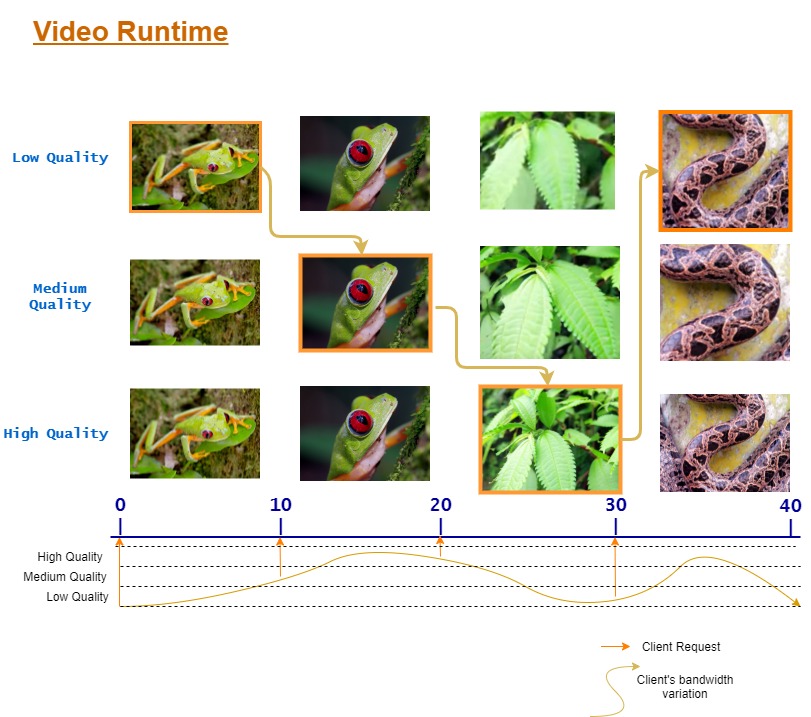 Video Runtime
Low Quality
Medium
Quality
High Quality
0
10
20
30
40
High Quality
Medium Quality
Low Quality
Client Request
Client's bandwidth
variation